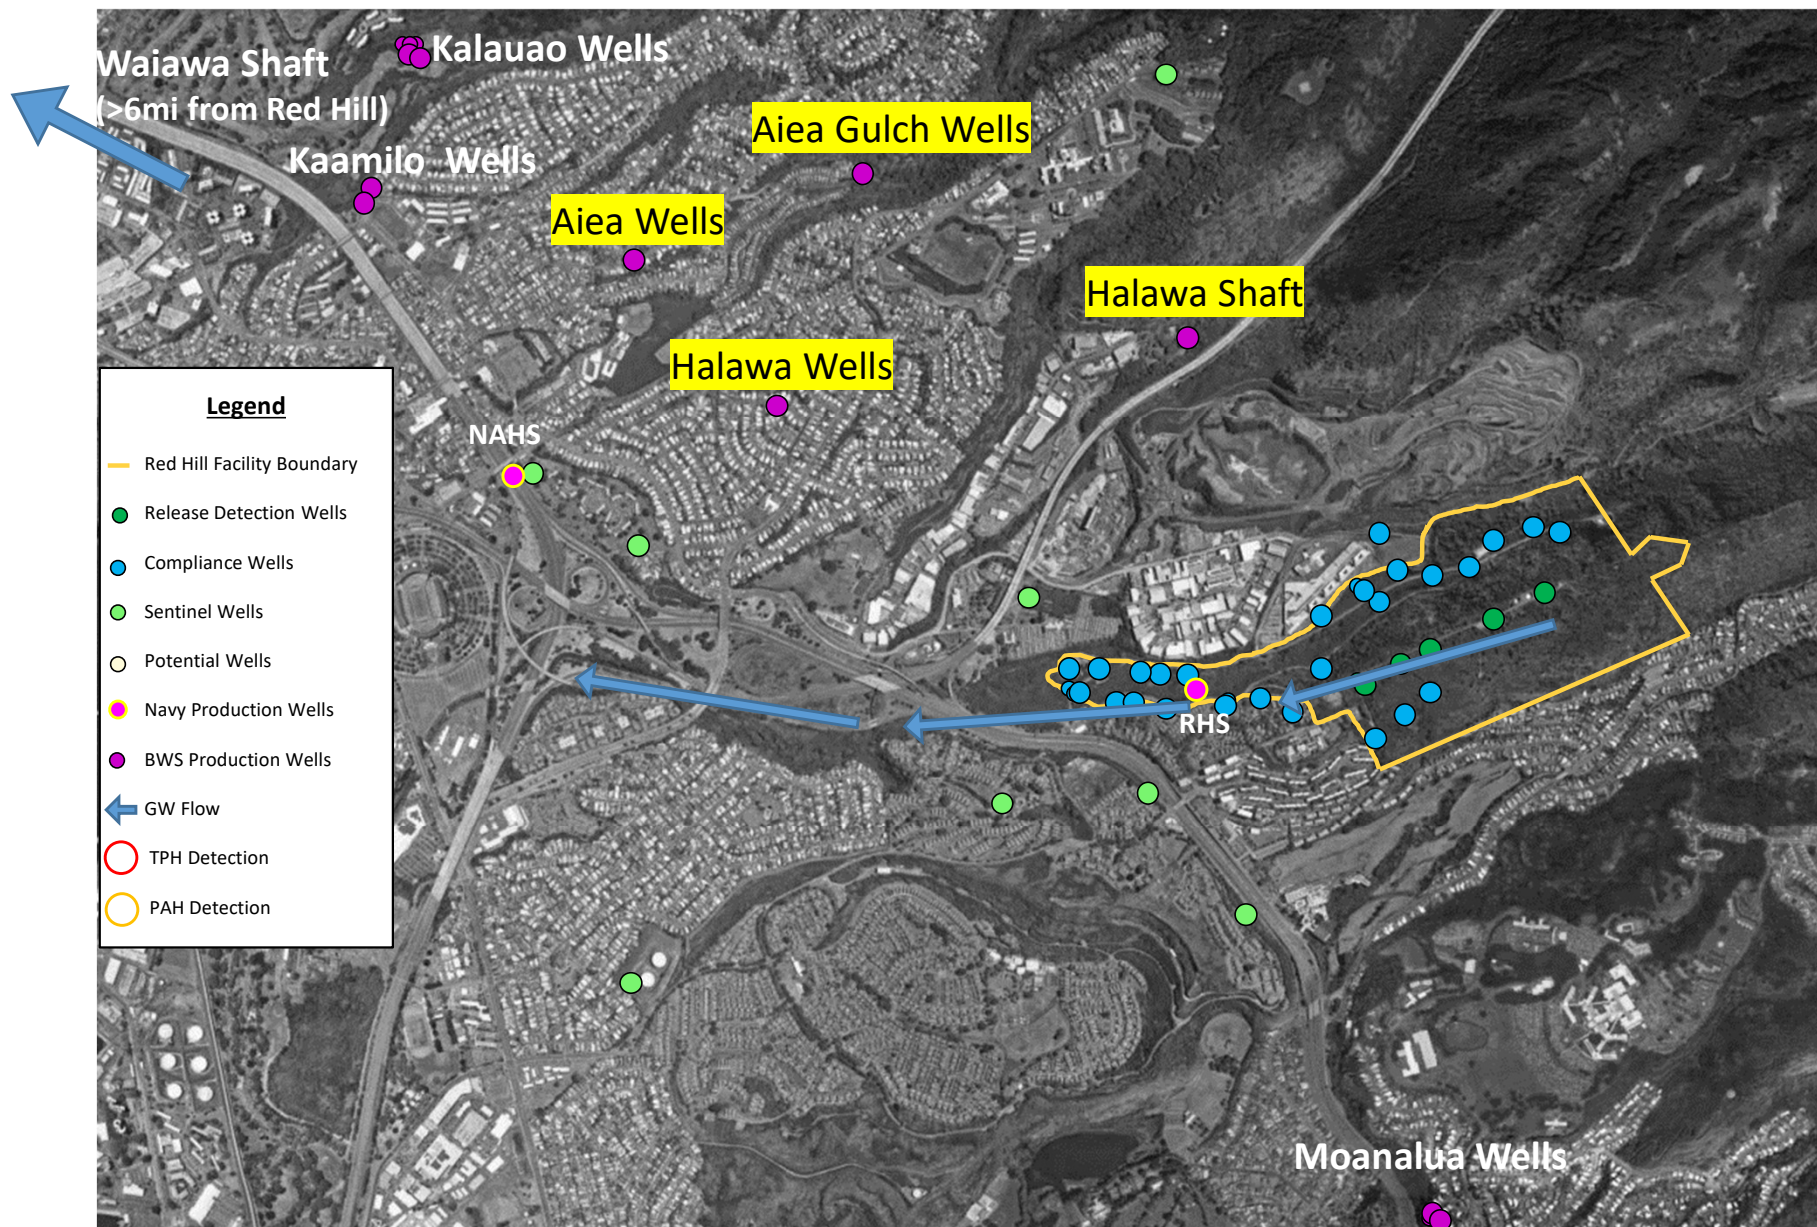 Waiawa Shaft
(>6mi from Red Hill)
Kalauao Wells
Kaamilo Wells
Aiea Gulch Wells
Aiea Wells
Halawa Shaft
Halawa Wells
NAHS
RHS
Moanalua Wells
Legend
Red Hill Facility Boundary
Release Detection Wells
Compliance Wells
Sentinel Wells
Potential Wells
Navy Production Wells
BWS Production Wells
GW Flow
TPH Detection
PAH Detection